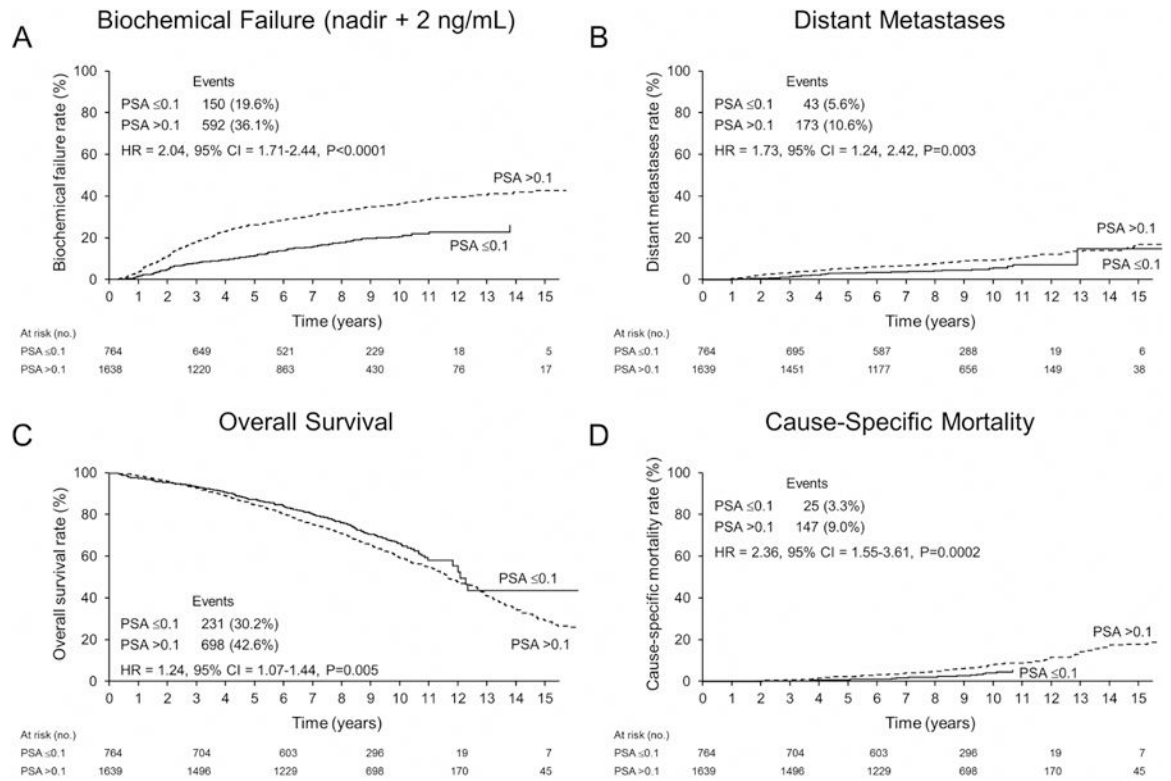 A
Biochemical Failure (nadir + 2 ng/mL)
Biochemical failure rate (%)
100
80
60
40
20
0
Events
PSA ≤0.1 150 (19.6%)
PSA >0.1 592 (36.1%)
HR = 2.04, 95% CI = 1.71-2.44, P<0.0001
PSA >0.1
PSA ≤0.1
0 1 2 3 4 5 6 7 8 9 10 11 12 13 14 15
Time (years)
At risk (no.)
PSA ≤0.1 764 649 521 229 18 5
PSA >0.1 1638 1220 863 430 76 17
B
Distant Metastases
Distant metastases rate (%)
100
80
60
40
20
0
Events
PSA ≤0.1 43 (5.6%)
PSA >0.1 173 (10.6%)
HR = 1.73, 95% CI = 1.24, 2.42, P=0.003
PSA >0.1
PSA ≤0.1
0 1 2 3 4 5 6 7 8 9 10 11 12 13 14 15
Time (years)
At risk (no.)
PSA ≤0.1 764 695 587 288 19 6
PSA >0.1 1639 1451 1177 656 149 38
C
Overall Survival
Overall survival rate (%)
100
80
60
40
20
0
PSA ≤0.1
Events
PSA ≤0.1 231 (30.2%)
PSA >0.1 698 (42.6%)
PSA >0.1
HR = 1.24, 95% CI = 1.07-1.44, P=0.005
0 1 2 3 4 5 6 7 8 9 10 11 12 13 14 15
Time (years)
At risk (no.)
PSA ≤0.1 764 704 603 296 19 7
PSA >0.1 1639 1496 1229 698 170 45
D
Cause-Specific Mortality
Cause-specific mortality rate (%)
100
80
60
40
20
0
Events
PSA ≤0.1 25 (3.3%)
PSA >0.1 147 (9.0%)
HR = 2.36, 95% CI = 1.55-3.61, P=0.0002
PSA >0.1
PSA ≤0.1
0 1 2 3 4 5 6 7 8 9 10 11 12 13 14 15
Time (years)
At risk (no.)
PSA ≤0.1 764 704 603 296 19 7
PSA >0.1 1639 1496 1229 698 170 45